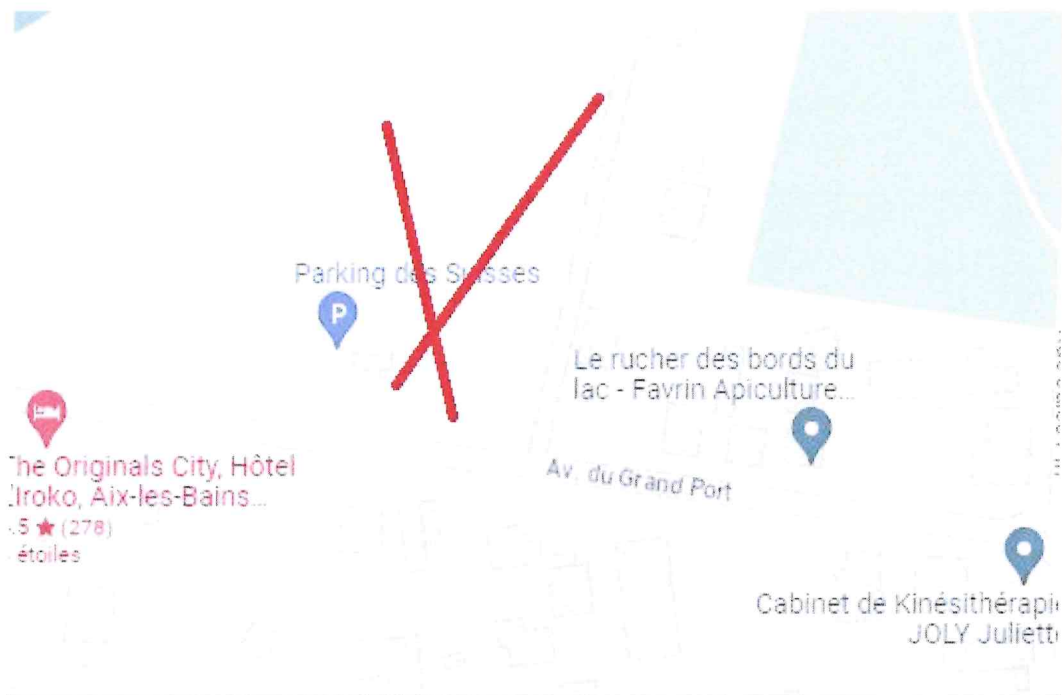 Parking des Suisses
P
Le rucher des bords du
lac - Favrin Apiculture...
he Originals City, Hôtel
Iroko, Aix-les-Bains...
.5 ★ (278)
étoiles
Av. du Grand Port
Cabinet de Kinésithérapi
JOLY Juliett